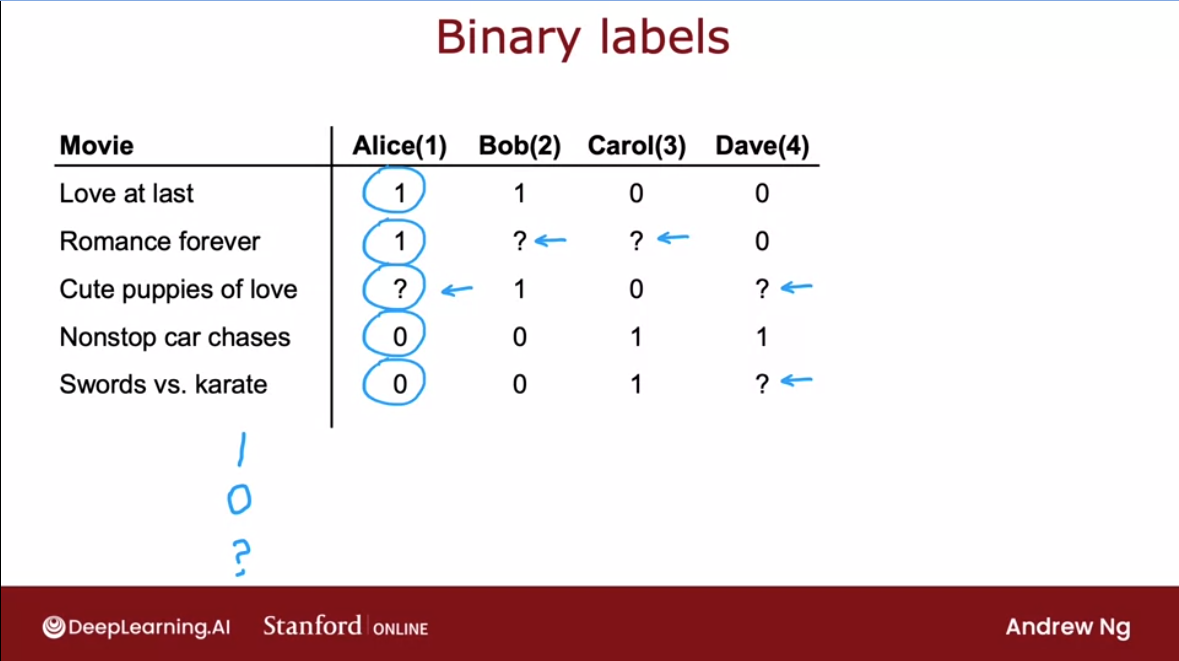 Binary labels
Movie Alice(1) Bob(2) Carol(3) Dave(4)
Love at last 1 1 0 0
Romance forever 1 ? ? 0
Cute puppies of love ? 1 0 ?
Nonstop car chases 0 0 1 1
Swords vs. karate 0 0 1 ?
1
0
?
DeepLearning.AI Stanford ONLINE Andrew Ng